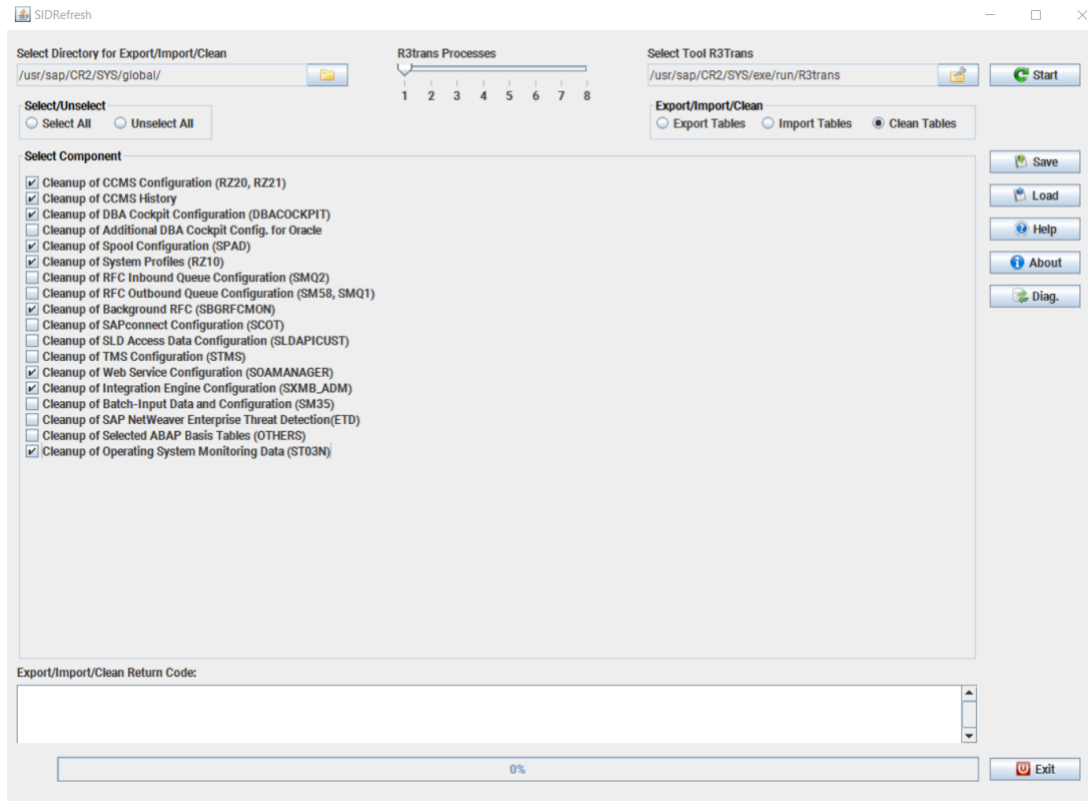 SIDRefresh
Select Directory for Export/Import/Clean
R3trans Processes
Select Tool R3Trans
/usr/sap/CR2/SYS/global/
/usr/sap/CR2/SYS/exe/run/R3trans
Start
1 2 3 4 5 6 7 8
Select/Unselect
Select All Unselect All
Export/Import/Clean
Export Tables Import Tables Clean Tables
Select Component
Cleanup of CCMS Configuration (RZ20, RZ21)
Cleanup of CCMS History
Cleanup of DBA Cockpit Configuration (DBACOCKPIT)
Cleanup of Additional DBA Cockpit Config. for Oracle
Cleanup of Spool Configuration (SPAD)
Cleanup of System Profiles (RZ10)
Cleanup of RFC Inbound Queue Configuration (SMQ2)
Cleanup of RFC Outbound Queue Configuration (SM58, SMQ1)
Cleanup of Background RFC (SBGRFCMON)
Cleanup of SAPconnect Configuration (SCOT)
Cleanup of SLD Access Data Configuration (SLDAPICUST)
Cleanup of TMS Configuration (STMS)
Cleanup of Web Service Configuration (SOAMANAGER)
Cleanup of Integration Engine Configuration (SXMB_ADM)
Cleanup of Batch-Input Data and Configuration (SM35)
Cleanup of SAP NetWeaver Enterprise Threat Detection(ETD)
Cleanup of Selected ABAP Basis Tables (OTHERS)
Cleanup of Operating System Monitoring Data (ST03N)
Save
Load
Help
About
Diag.
Export/Import/Clean Return Code:
0%
Exit